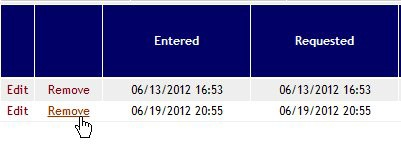 Entered Requested
Edit Remove 06/13/2012 16:53 06/13/2012 16:53
Edit Remove 06/19/2012 20:55 06/19/2012 20:55